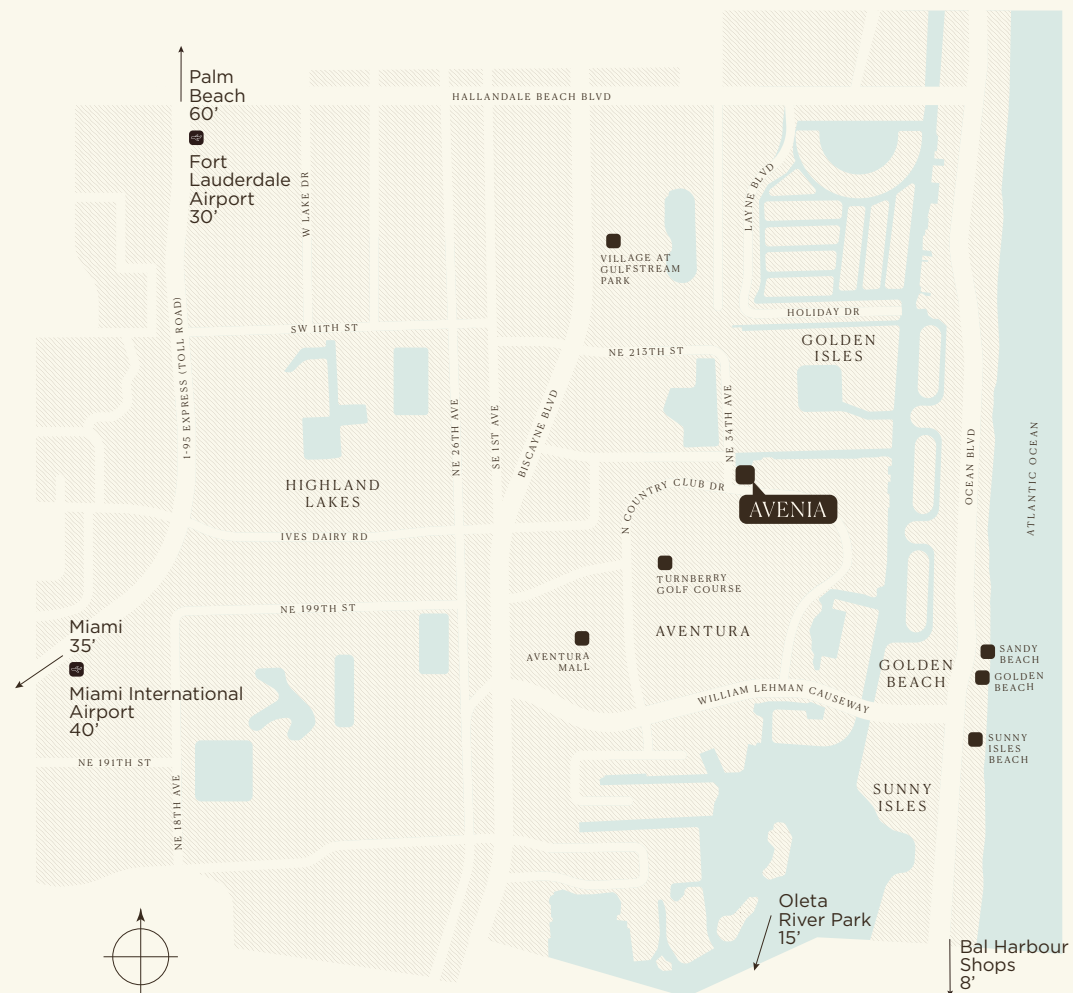 Palm
Beach
60'
Fort
Lauderdale
Airport
30'
HALLANDALE BEACH BLVD
W LAKE DR
LAYNE BLVD
VILLAGE AT
GULFSTREAM
PARK
I-95 EXPRESS (TOLL ROAD)
SW 11TH ST
HOLIDAY DR
GOLDEN
ISLES
NE 213TH ST
NE 26TH AVE
SE 1ST AVE
BISCAYNE BLVD
NE 34TH AVE
OCEAN BLVD
ATLANTIC OCEAN
HIGHLAND
LAKES
N COUNTRY CLUB DR
AVENIA
IVES DAIRY RD
TURNBERRY
GOLF COURSE
NE 199TH ST
Miami
35'
Miami International
Airport
40'
AVENTURA
AVENTURA
MALL
GOLDEN
BEACH
SANDY
BEACH
GOLDEN
BEACH
WILLIAM LEHMAN CAUSEWAY
SUNNY
ISLES
BEACH
NE 191TH ST
NE 18TH AVE
SUNNY
ISLES
Oleta
River Park
15'
Bal Harbour
Shops
8'